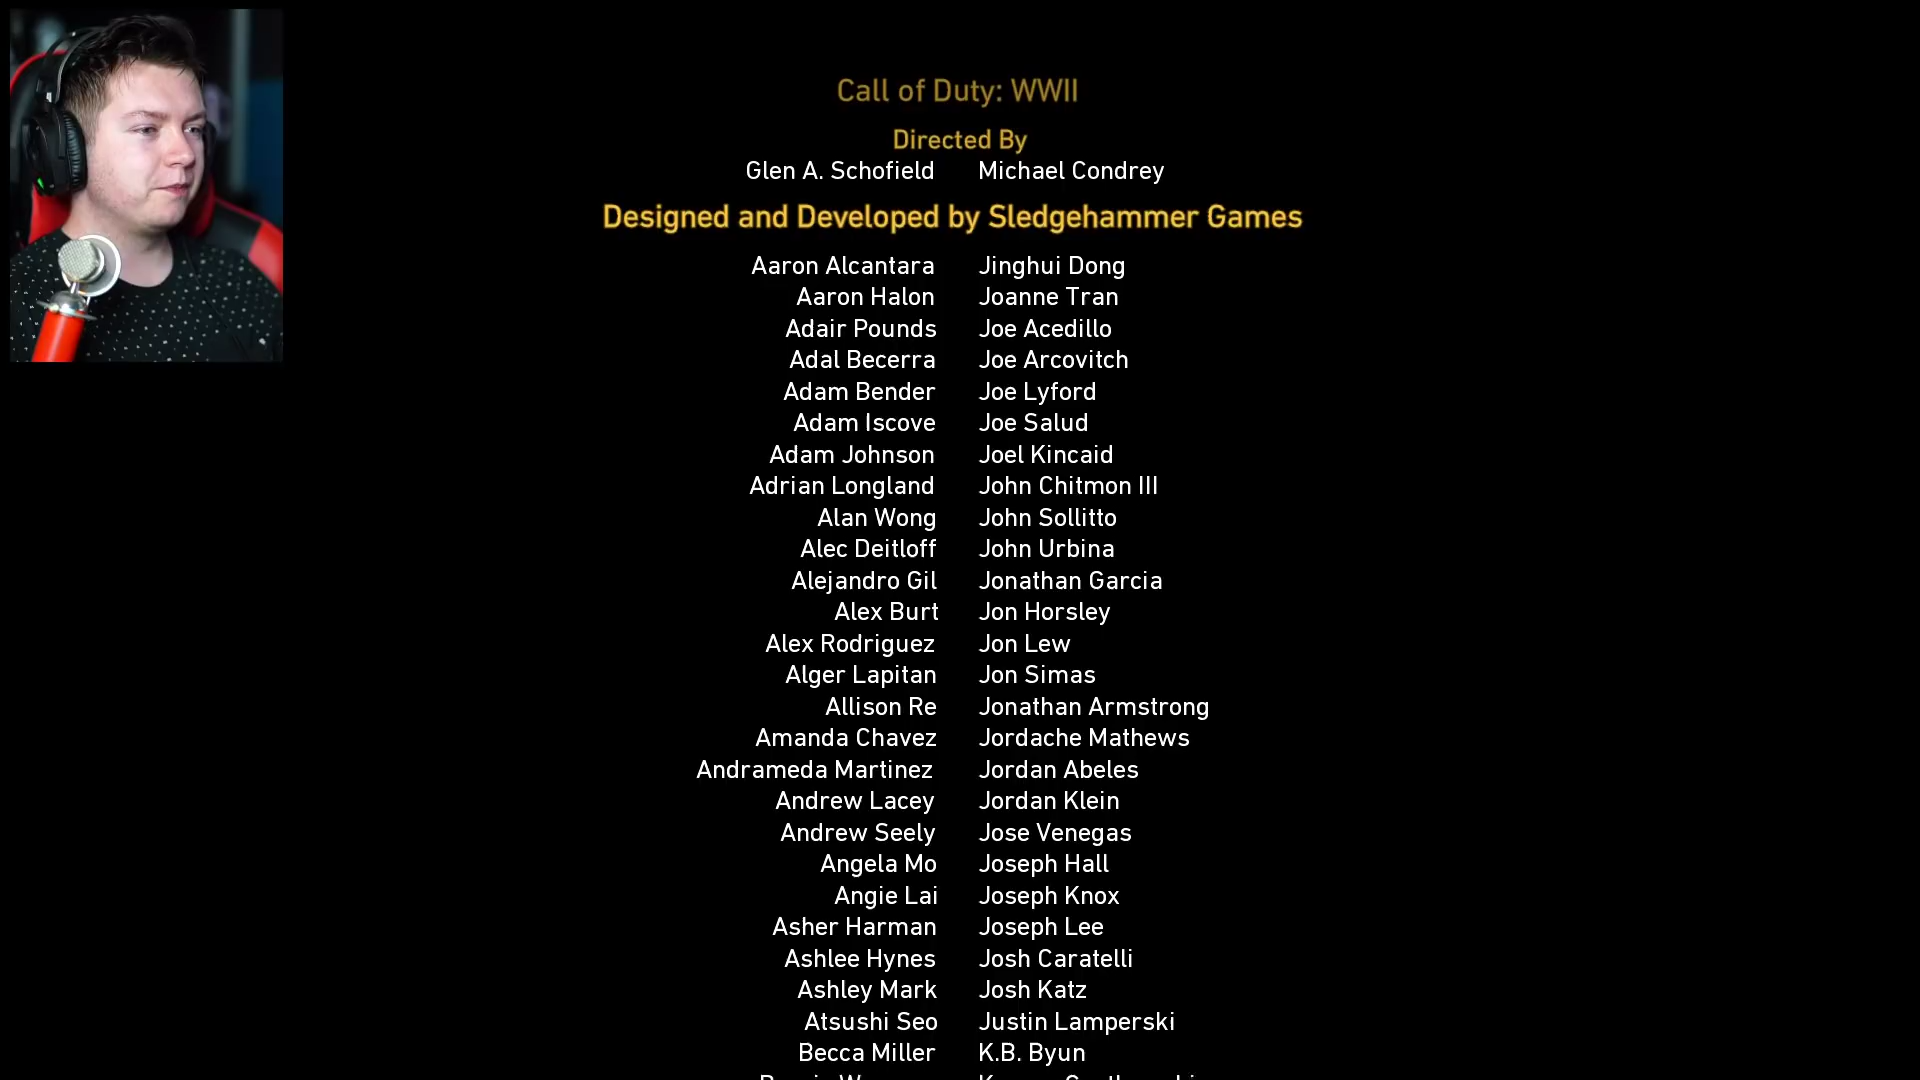 Call of Duty: WWII
Directed By
Glen A. Schofield Michael Condrey
Designed and Developed by Sledgehammer Games
Aaron Alcantara Jinghui Dong
Aaron Halon Joanne Tran
Adair Pounds Joe Acedillo
Adal Becerra Joe Arcovitch
Adam Bender Joe Lyford
Adam Iscove Joe Salud
Adam Johnson Joel Kincaid
Adrian Longland John Chitmon III
Alan Wong John Sollitto
Alec Deitloff John Urbina
Alejandro Gil Jonathan Garcia
Alex Burt Jon Horsley
Alex Rodriguez Jon Lew
Alger Lapitan Jon Simas
Allison Re Jonathan Armstrong
Amanda Chavez Jordache Mathews
Andrameda Martinez Jordan Abeles
Andrew Lacey Jordan Klein
Andrew Seely Jose Venegas
Angela Mo Joseph Hall
Angie Lai Joseph Knox
Asher Harman Joseph Lee
Ashlee Hynes Josh Caratelli
Ashley Mark Josh Katz
Atsushi Seo Justin Lamperski
Becca Miller K.B. Byun